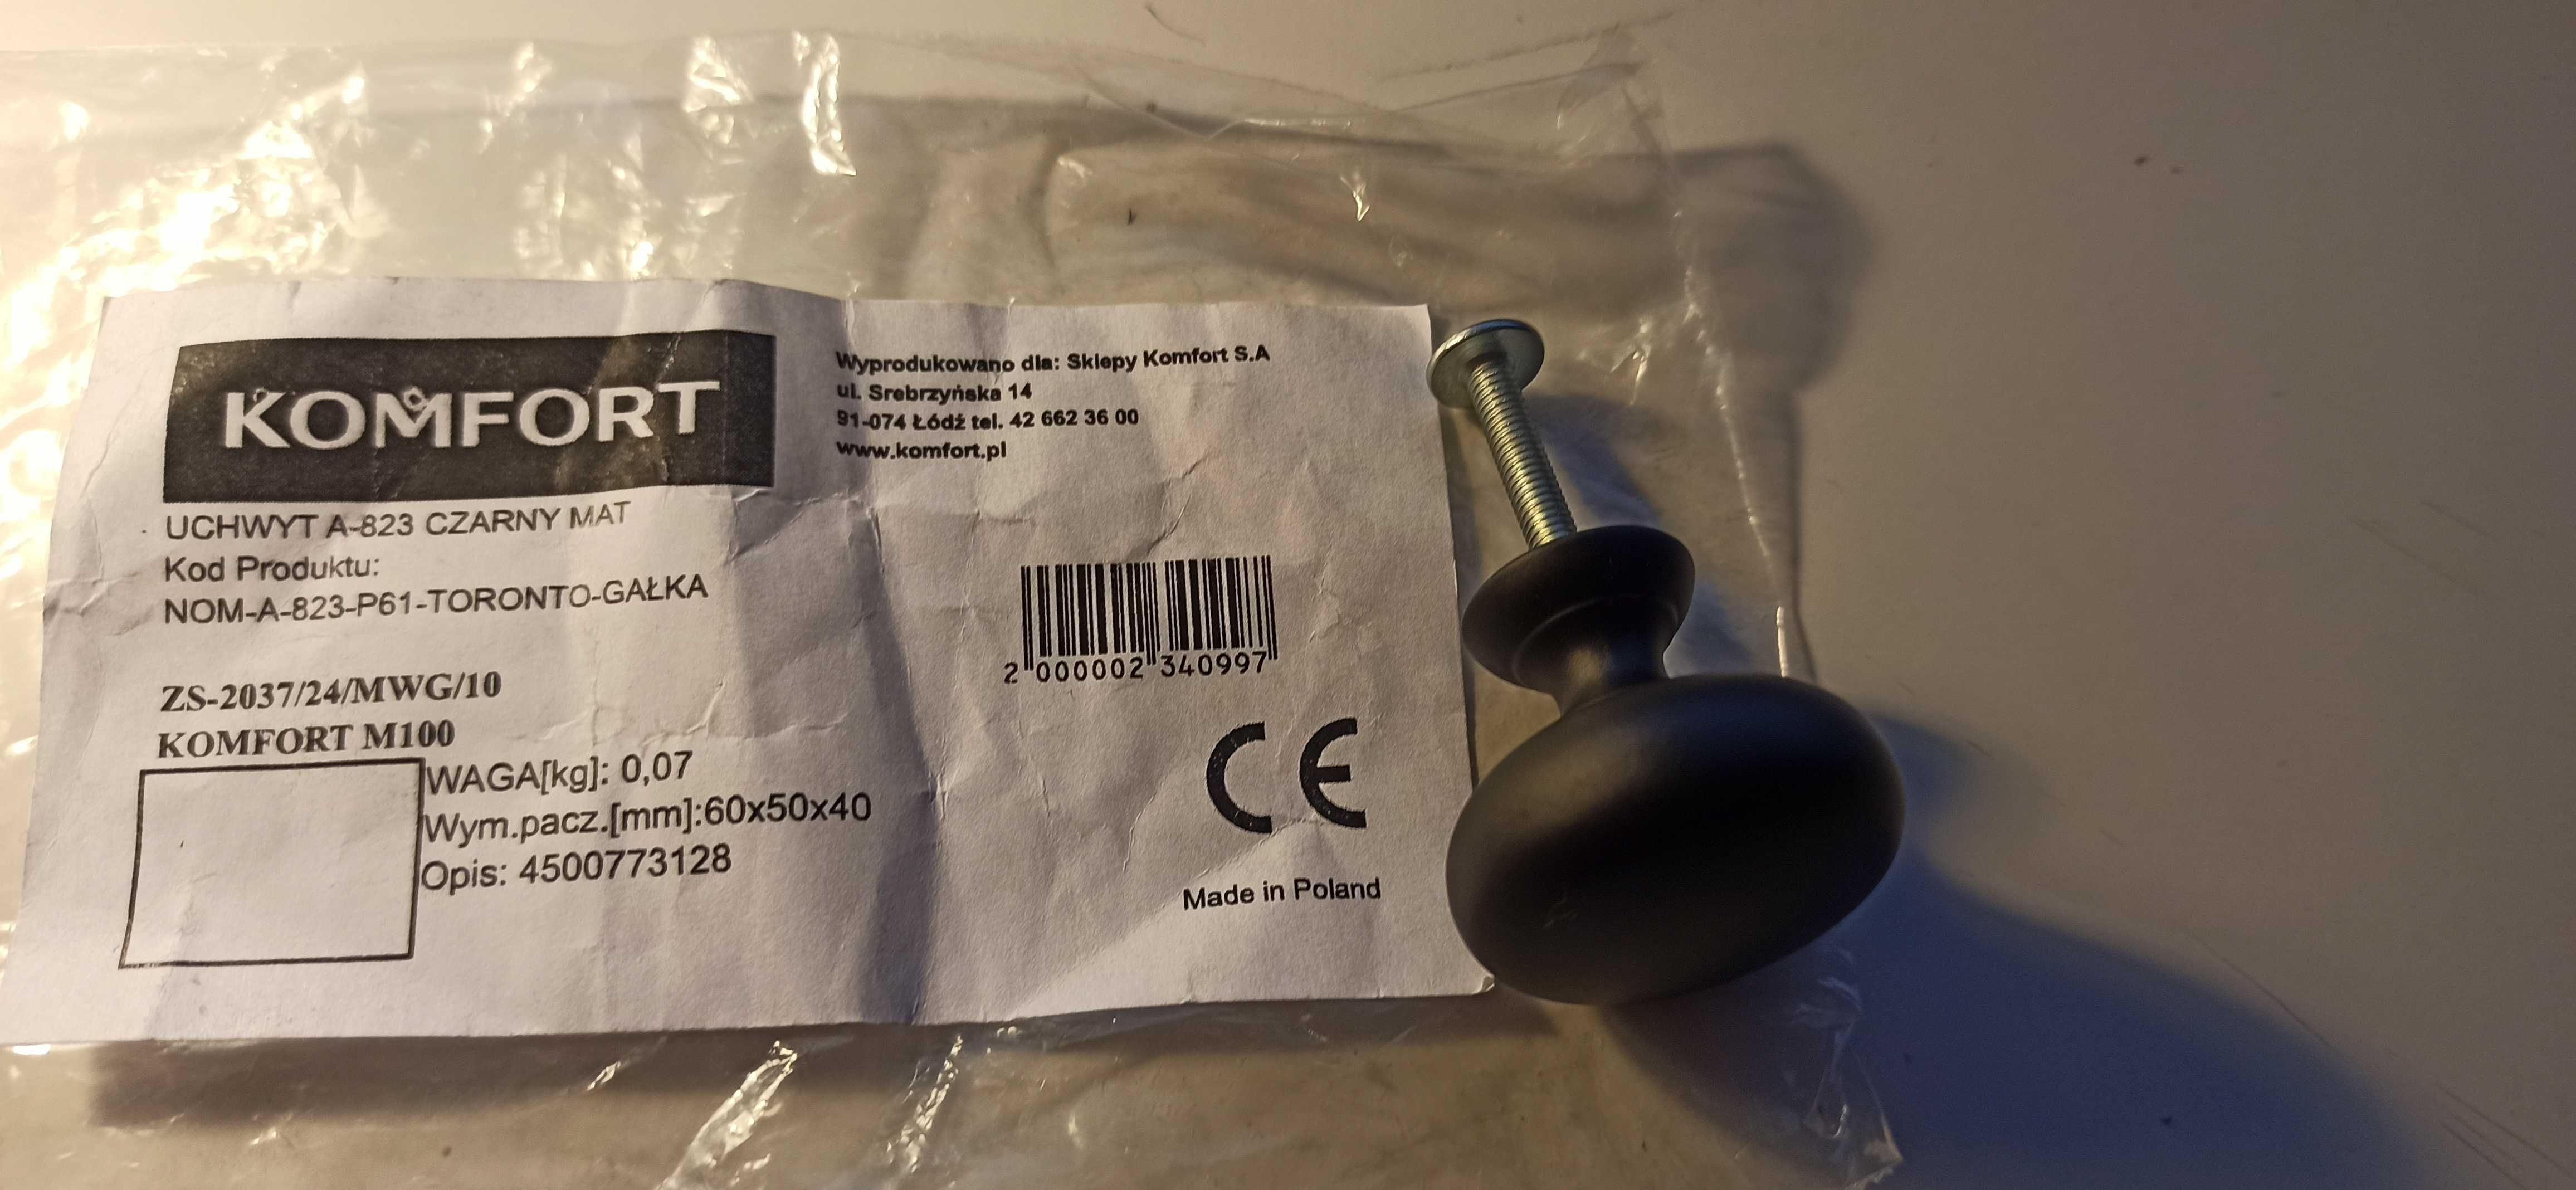 KOMFORT
Wyprodukowano dla: Sklepy Komfort S.A
ul. Srebrzyńska 14
91-074 Łódź tel. 42 662 36 00
www.komfort.pl
UCHWYT A-823 CZARNY MAT
Kod Produktu:
NOM-A-823-P61-TORONTO-GAŁKA
2 000002 340997
ZS-2037/24/MWG/10
KOMFORT M100
WAGA[kg]: 0,07
Wym.pacz.[mm]:60x50x40
Opis: 4500773128
CE
Made in Poland